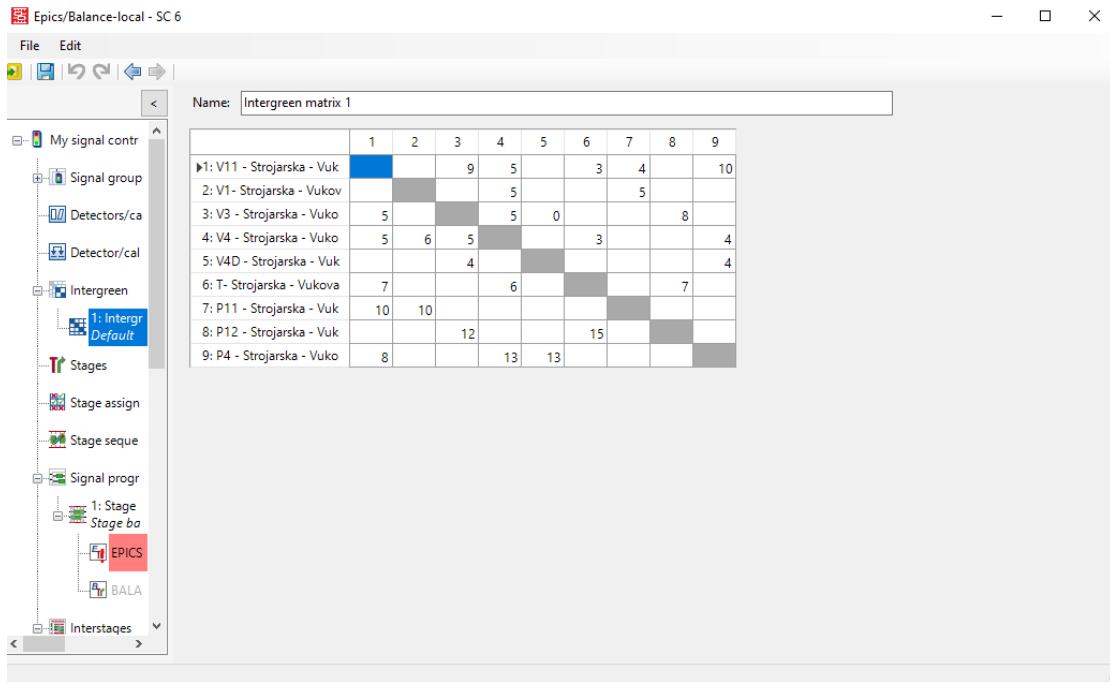 Epics/Balance-local - SC 6
File Edit
<
Name: Intergreen matrix 1
My signal contr
Signal group
Detectors/ca
Detector/cal
Intergreen
1: Intergr
Default
Stages
Stage assign
Stage seque
Signal progr
1: Stage
Stage ba
EPICS
BALA
Interstages
1 2 3 4 5 6 7 8 9
1: V11 - Strojarska - Vuk 9 5 3 4 10
2: V1- Strojarska - Vukov 5 5
3: V3 - Strojarska - Vuko 5 5 0 8
4: V4 - Strojarska - Vuko 5 6 5 3 4
5: V4D - Strojarska - Vuk 4 4
6: T- Strojarska - Vukova 7 6 7
7: P11 - Strojarska - Vuk 10 10
8: P12 - Strojarska - Vuk 12 15
9: P4 - Strojarska - Vuko 8 13 13